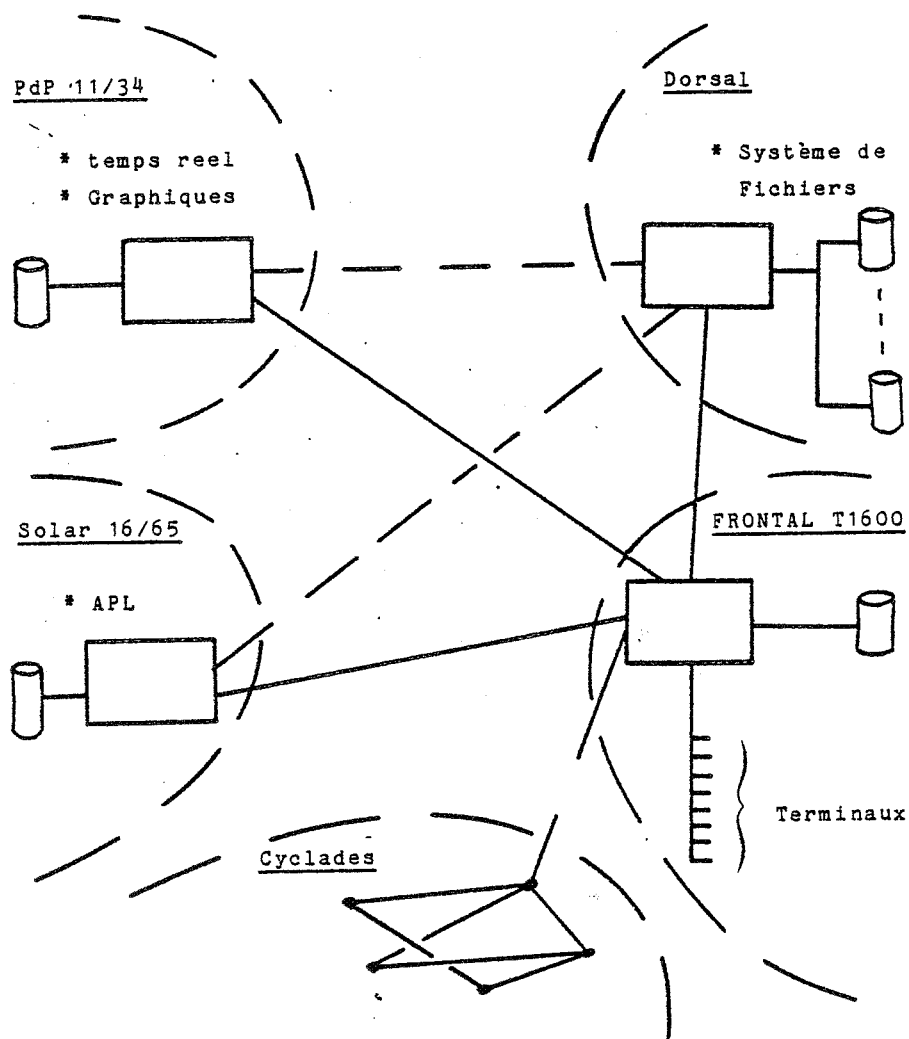 PdP 11/34
* temps reel
* Graphiques
Dorsal
* Système de
Fichiers
Solar 16/65
* APL
FRONTAL T1600
Terminaux
Cyclades